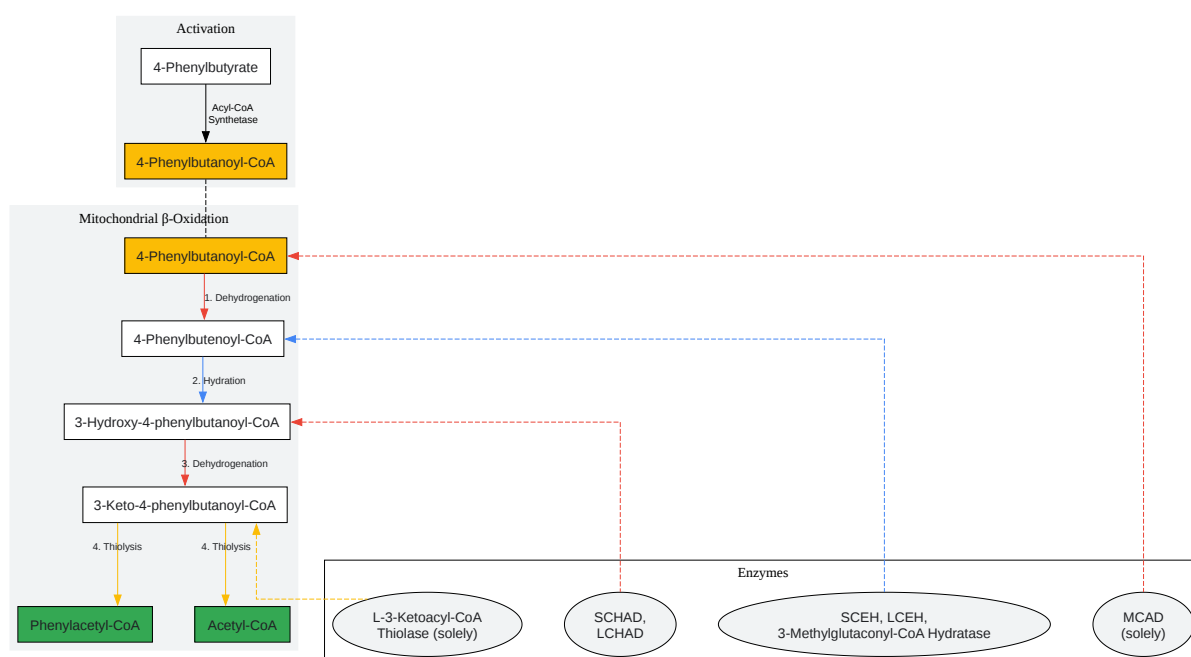 Activation
4-Phenylbutyrate
Acyl-CoA
Synthetase
4-Phenylbutanoyl-CoA
Mitochondrial β-Oxidation
4-Phenylbutanoyl-CoA
1. Dehydrogenation
4-Phenylbutenoyl-CoA
2. Hydration
3-Hydroxy-4-phenylbutanoyl-CoA
3. Dehydrogenation
3-Keto-4-phenylbutanoyl-CoA
4. Thiolysis
4. Thiolysis
Phenylacetyl-CoA
Acetyl-CoA
Enzymes
L-3-Ketoacyl-CoA
Thiolase (solely)
SCHAD,
LCHAD
SCEH, LCEH,
3-Methylglutaconyl-CoA Hydratase
MCAD
(solely)